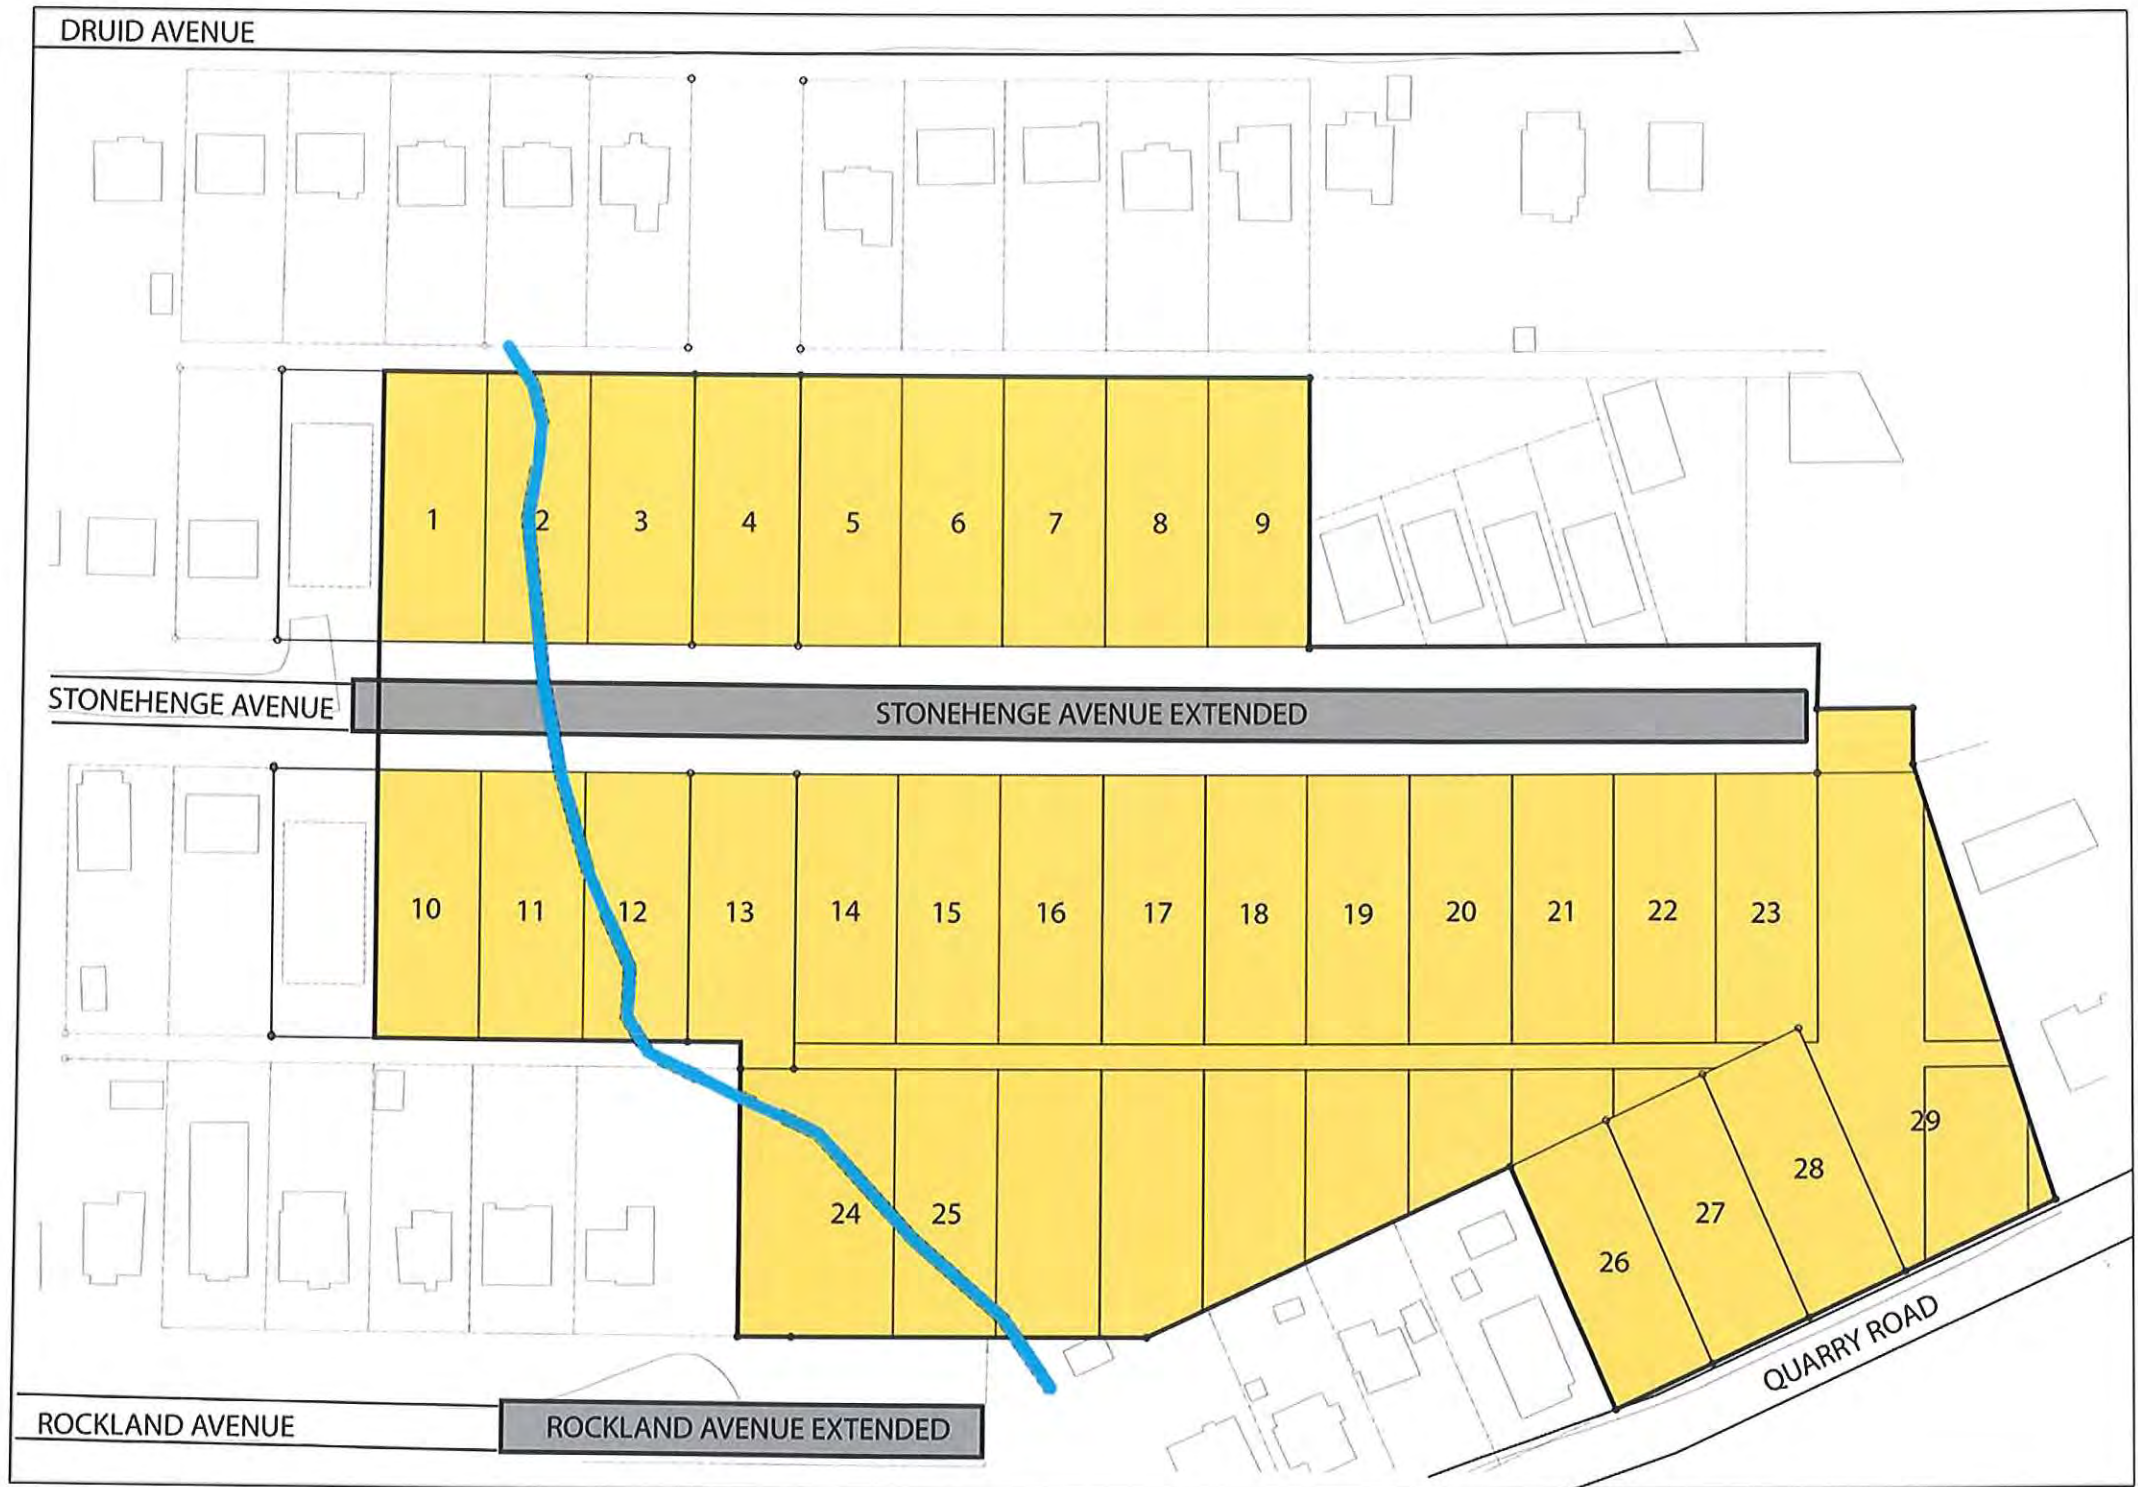 DRUID AVENUE
1 2 3 4 5 6 7 8 9
STONEHENGE AVENUE
STONEHENGE AVENUE EXTENDED
10 11 12 13 14 15 16 17 18 19 20 21 22 23
24 25 26 27 28 29
QUARRY ROAD
ROCKLAND AVENUE
ROCKLAND AVENUE EXTENDED